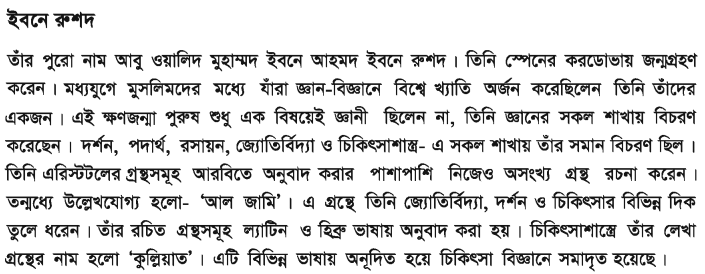 ইবনে রুশদ
তাঁর পুরো নাম আবু ওয়ালিদ মুহাম্মদ ইবনে আহমদ ইবনে রুশদ। তিনি স্পেনের করডোভায় জন্মগ্রহণ
করেন। মধ্যযুগে মুসলিমদের মধ্যে যাঁরা জ্ঞান-বিজ্ঞানে বিশ্বে খ্যাতি অর্জন করেছিলেন তিনি তাঁদের
একজন। এই ক্ষণজন্মা পুরুষ শুধু এক বিষয়েই জ্ঞানী ছিলেন না, তিনি জ্ঞানের সকল শাখায় বিচরণ
করেছেন। দর্শন, পদার্থ, রসায়ন, জ্যোতির্বিদ্যা ও চিকিৎসাশাস্ত্র- এ সকল শাখায় তাঁর সমান বিচরণ ছিল।
তিনি এরিস্টটলের গ্রন্থসমূহ আরবিতে অনুবাদ করার পাশাপাশি নিজেও অসংখ্য গ্রন্থ রচনা করেন।
তন্মধ্যে উল্লেখযোগ্য হলো- ‘আল জামি’। এ গ্রন্থে তিনি জ্যোতির্বিদ্যা, দর্শন ও চিকিৎসার বিভিন্ন দিক
তুলে ধরেন। তাঁর রচিত গ্রন্থসমূহ ল্যাটিন ও হিব্রু ভাষায় অনুবাদ করা হয়। চিকিৎসাশাস্ত্রে তাঁর লেখা
গ্রন্থের নাম হলো ‘কুল্লিয়াত’। এটি বিভিন্ন ভাষায় অনূদিত হয়ে চিকিৎসা বিজ্ঞানে সমাদৃত হয়েছে।